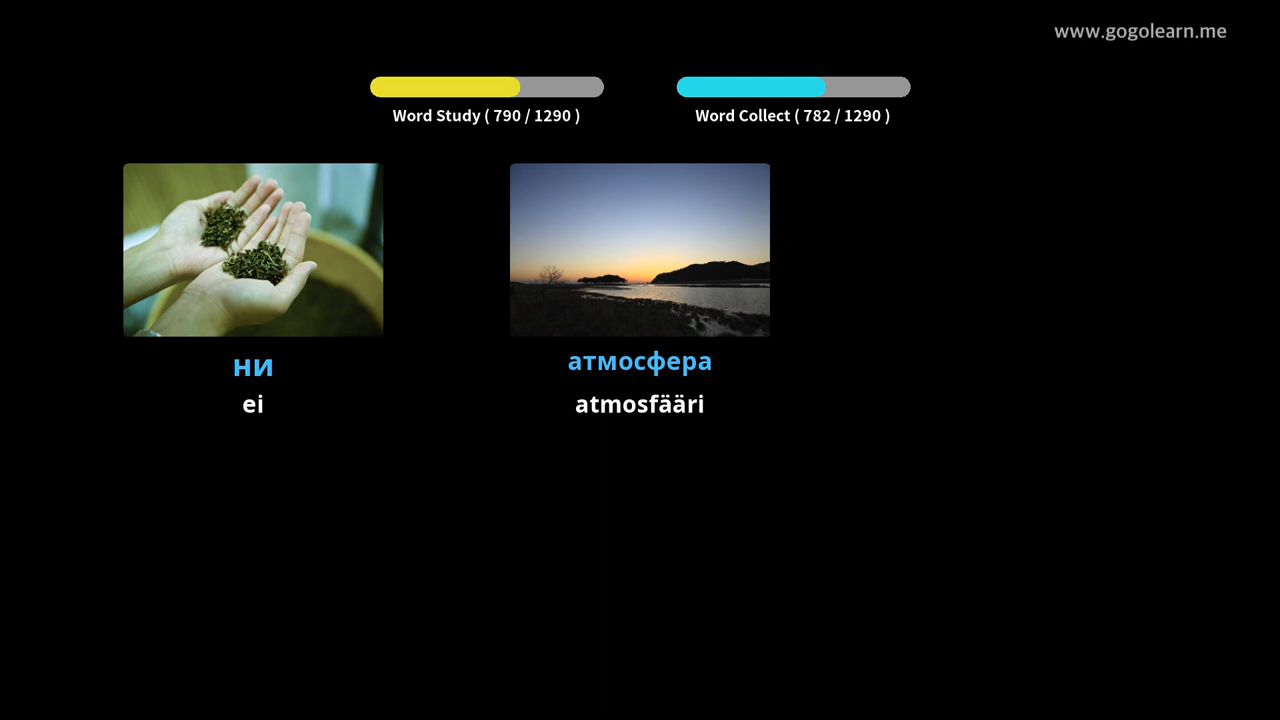 www.gogolearn.me
Word Study ( 790 / 1290 )
Word Collect ( 782 / 1290 )
ни
ei
атмосфера
atmosfääri